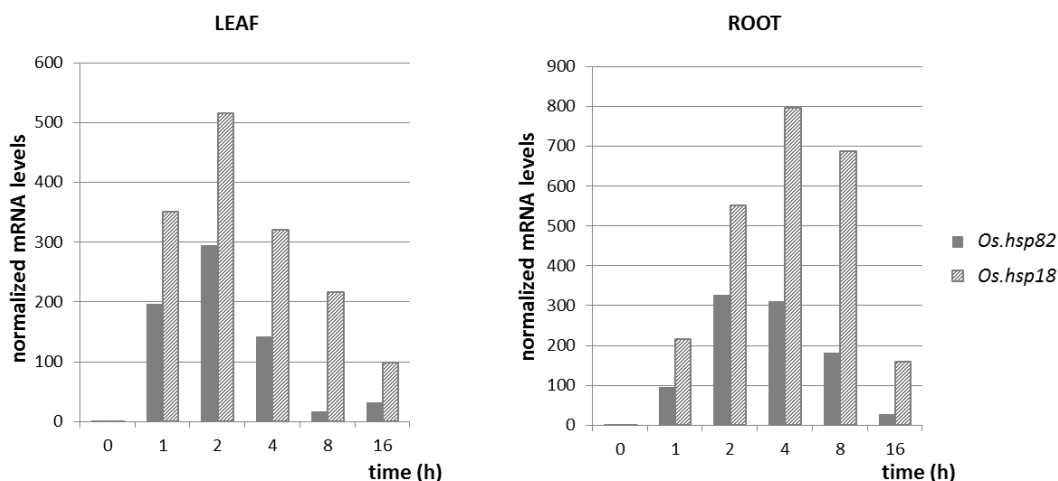 LEAF
normalized mRNA levels
600
500
400
300
200
100
0
0 1 2 4 8 16
time (h)
ROOT
normalized mRNA levels
900
800
700
600
500
400
300
200
100
0
0 1 2 4 8 16
time (h)
Os.hsp82
Os.hsp18